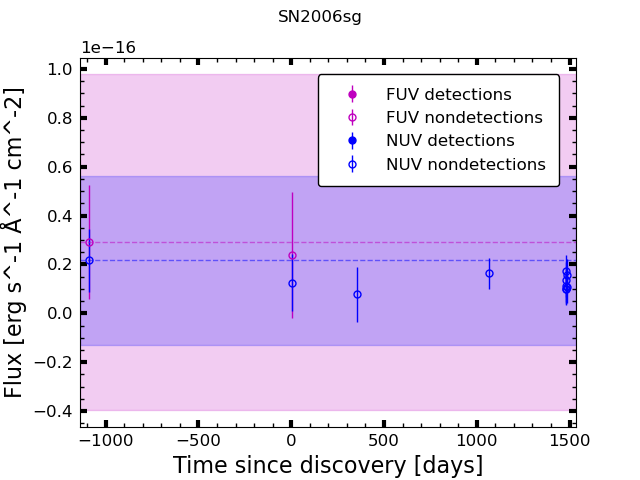 SN2006sg
1e−16
FUV detections
FUV nondetections
NUV detections
NUV nondetections
1.0
0.8
0.6
0.4
0.2
0.0
−0.2
−0.4
Flux [erg s^-1 Å^-1 cm^-2]
−1000 −500 0 500 1000 1500
Time since discovery [days]